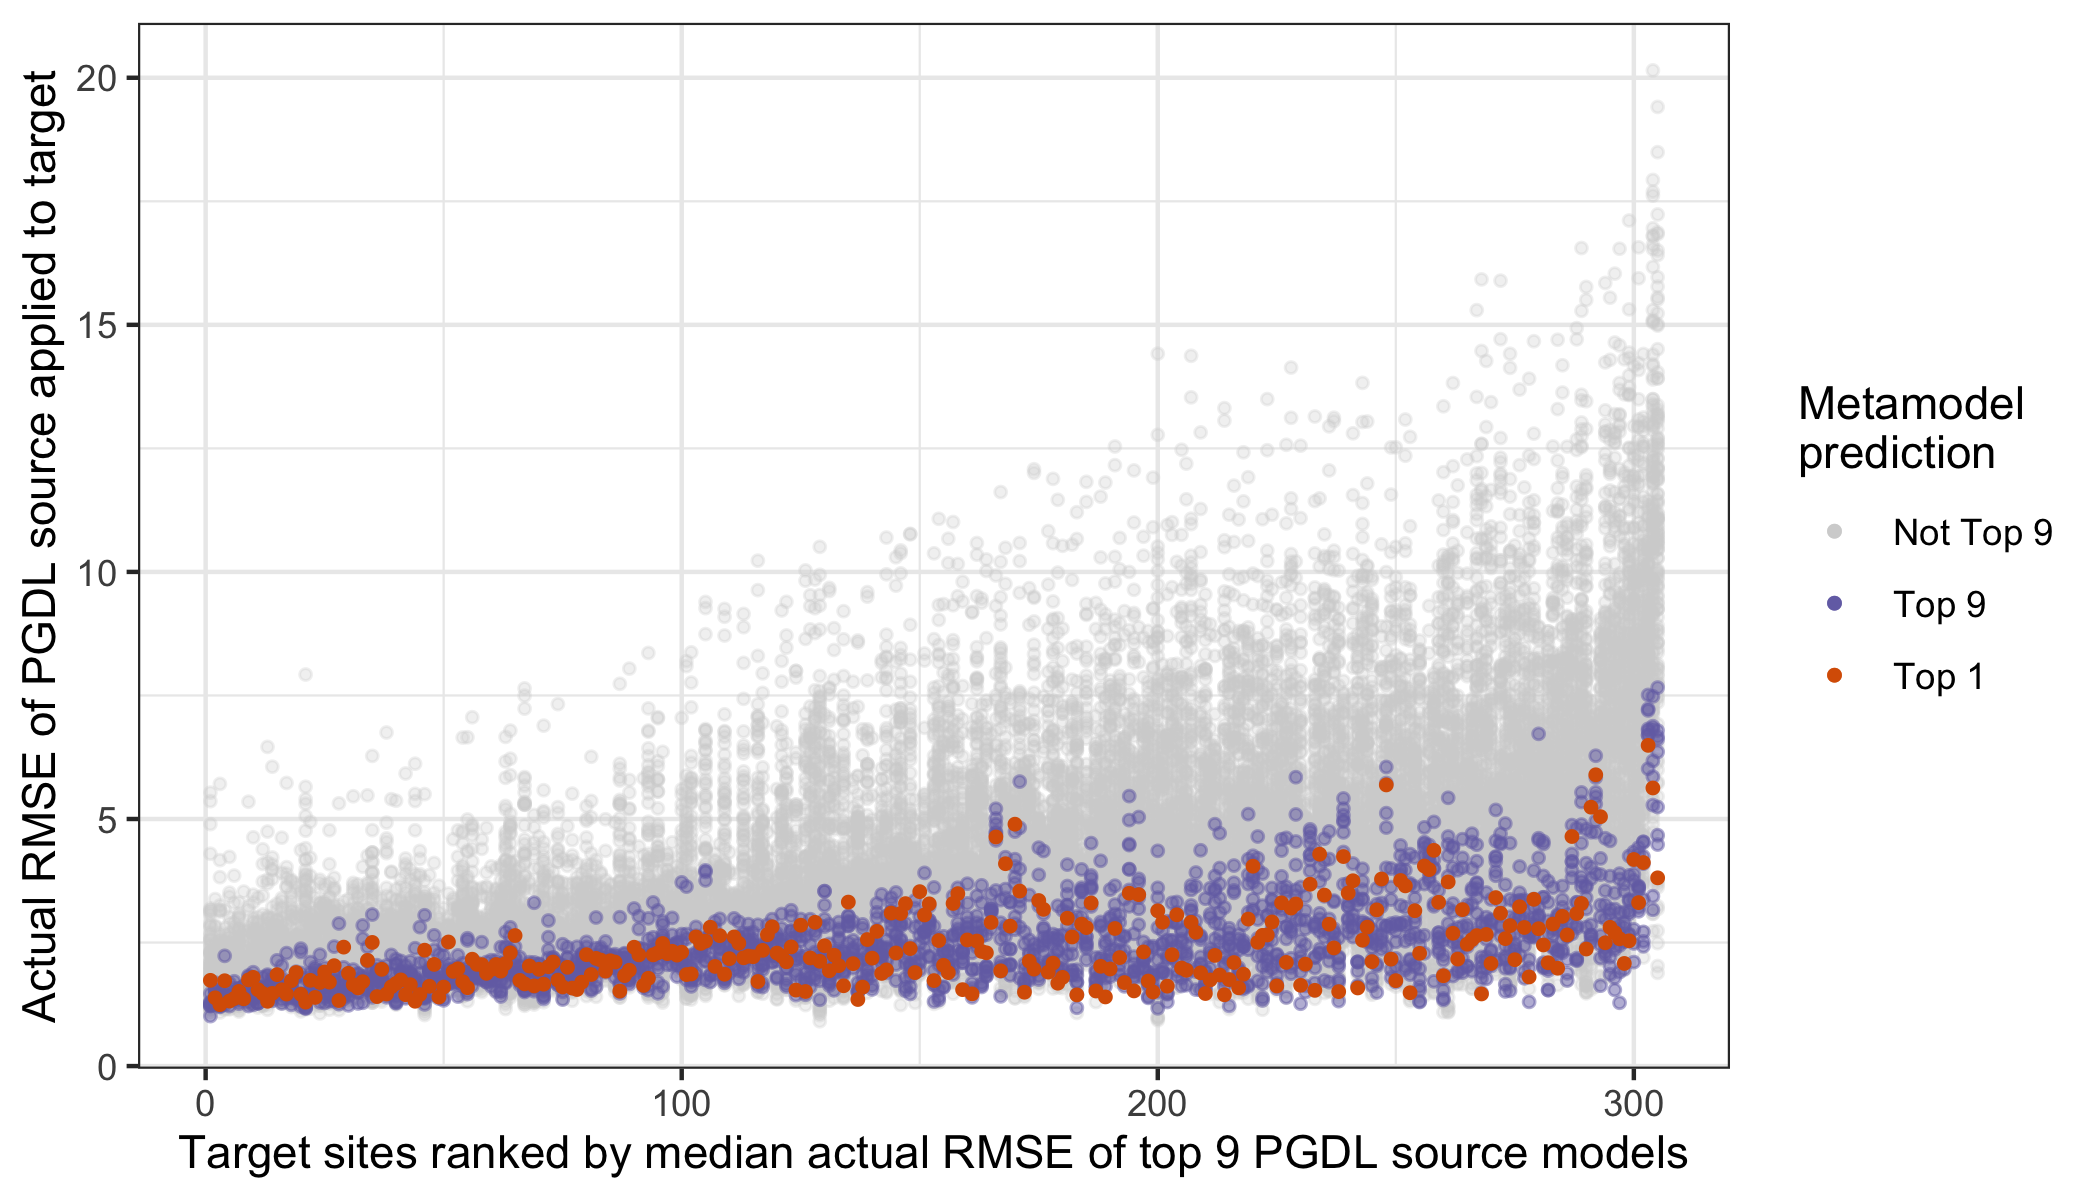 Actual RMSE of PGDL source applied to target
20
15
10
5
0
0 100 200 300
Target sites ranked by median actual RMSE of top 9 PGDL source models
Metamodel
prediction
Not Top 9
Top 9
Top 1